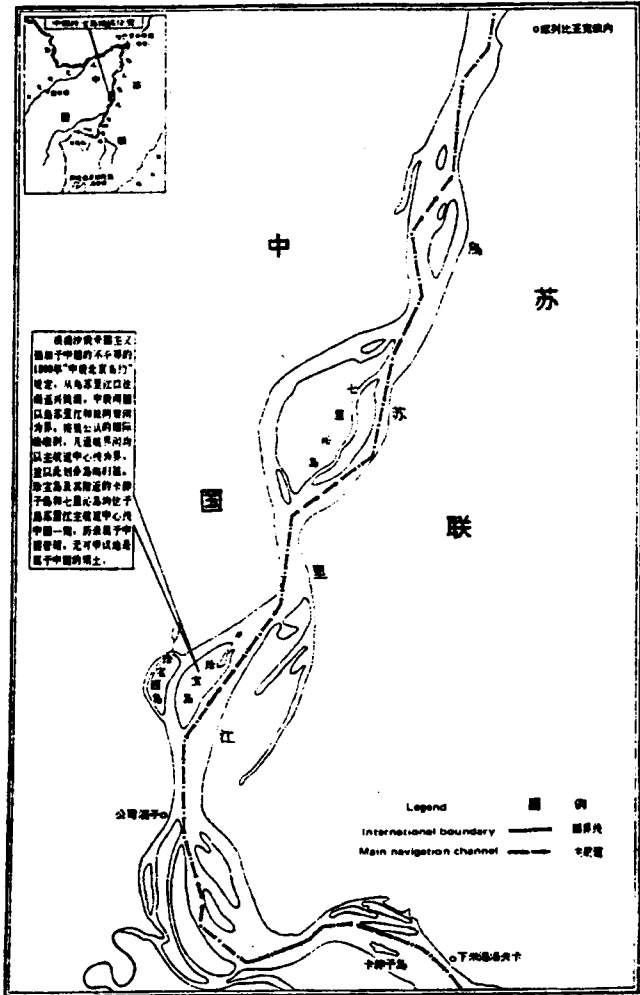 中
国
苏
联
乌
苏
里
江
根据沙俄帝国主义
强加于中国的不平等的
1860年"中俄北京条约"
规定，从乌苏里江口往
南至兴凯湖，中俄两国
以乌苏里江和松阿察河
为界。按照公认的国际
法准则，凡通航界河均
以主航道中心线为界，
并以此划分岛屿归属。
珍宝岛及其附近的卡脖
子岛和七里沁岛均位于
乌苏里江主航道中心线
中国一侧，历来属于中
国管辖，无可争议地是
属于中国的领土。
七里沁岛
珍宝岛
公司湾子
卡脖子岛
Legend 图例
International boundary 国界线
Main navigation channel 主航道